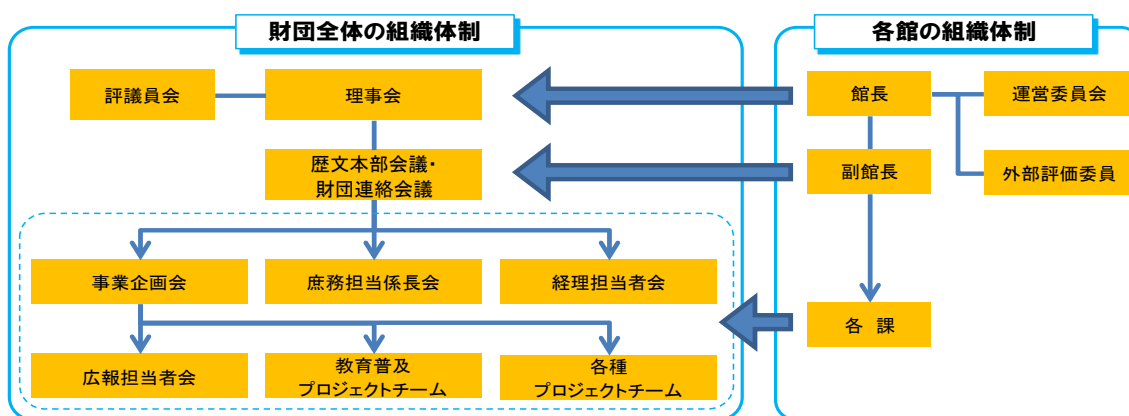 財団全体の組織体制
評議員会
理事会
歴文本部会議・
財団連絡会議
事業企画会
庶務担当係長会
経理担当者会
広報担当者会
教育普及
プロジェクトチーム
各種
プロジェクトチーム
各館の組織体制
館長
運営委員会
副館長
外部評価委員
各 課